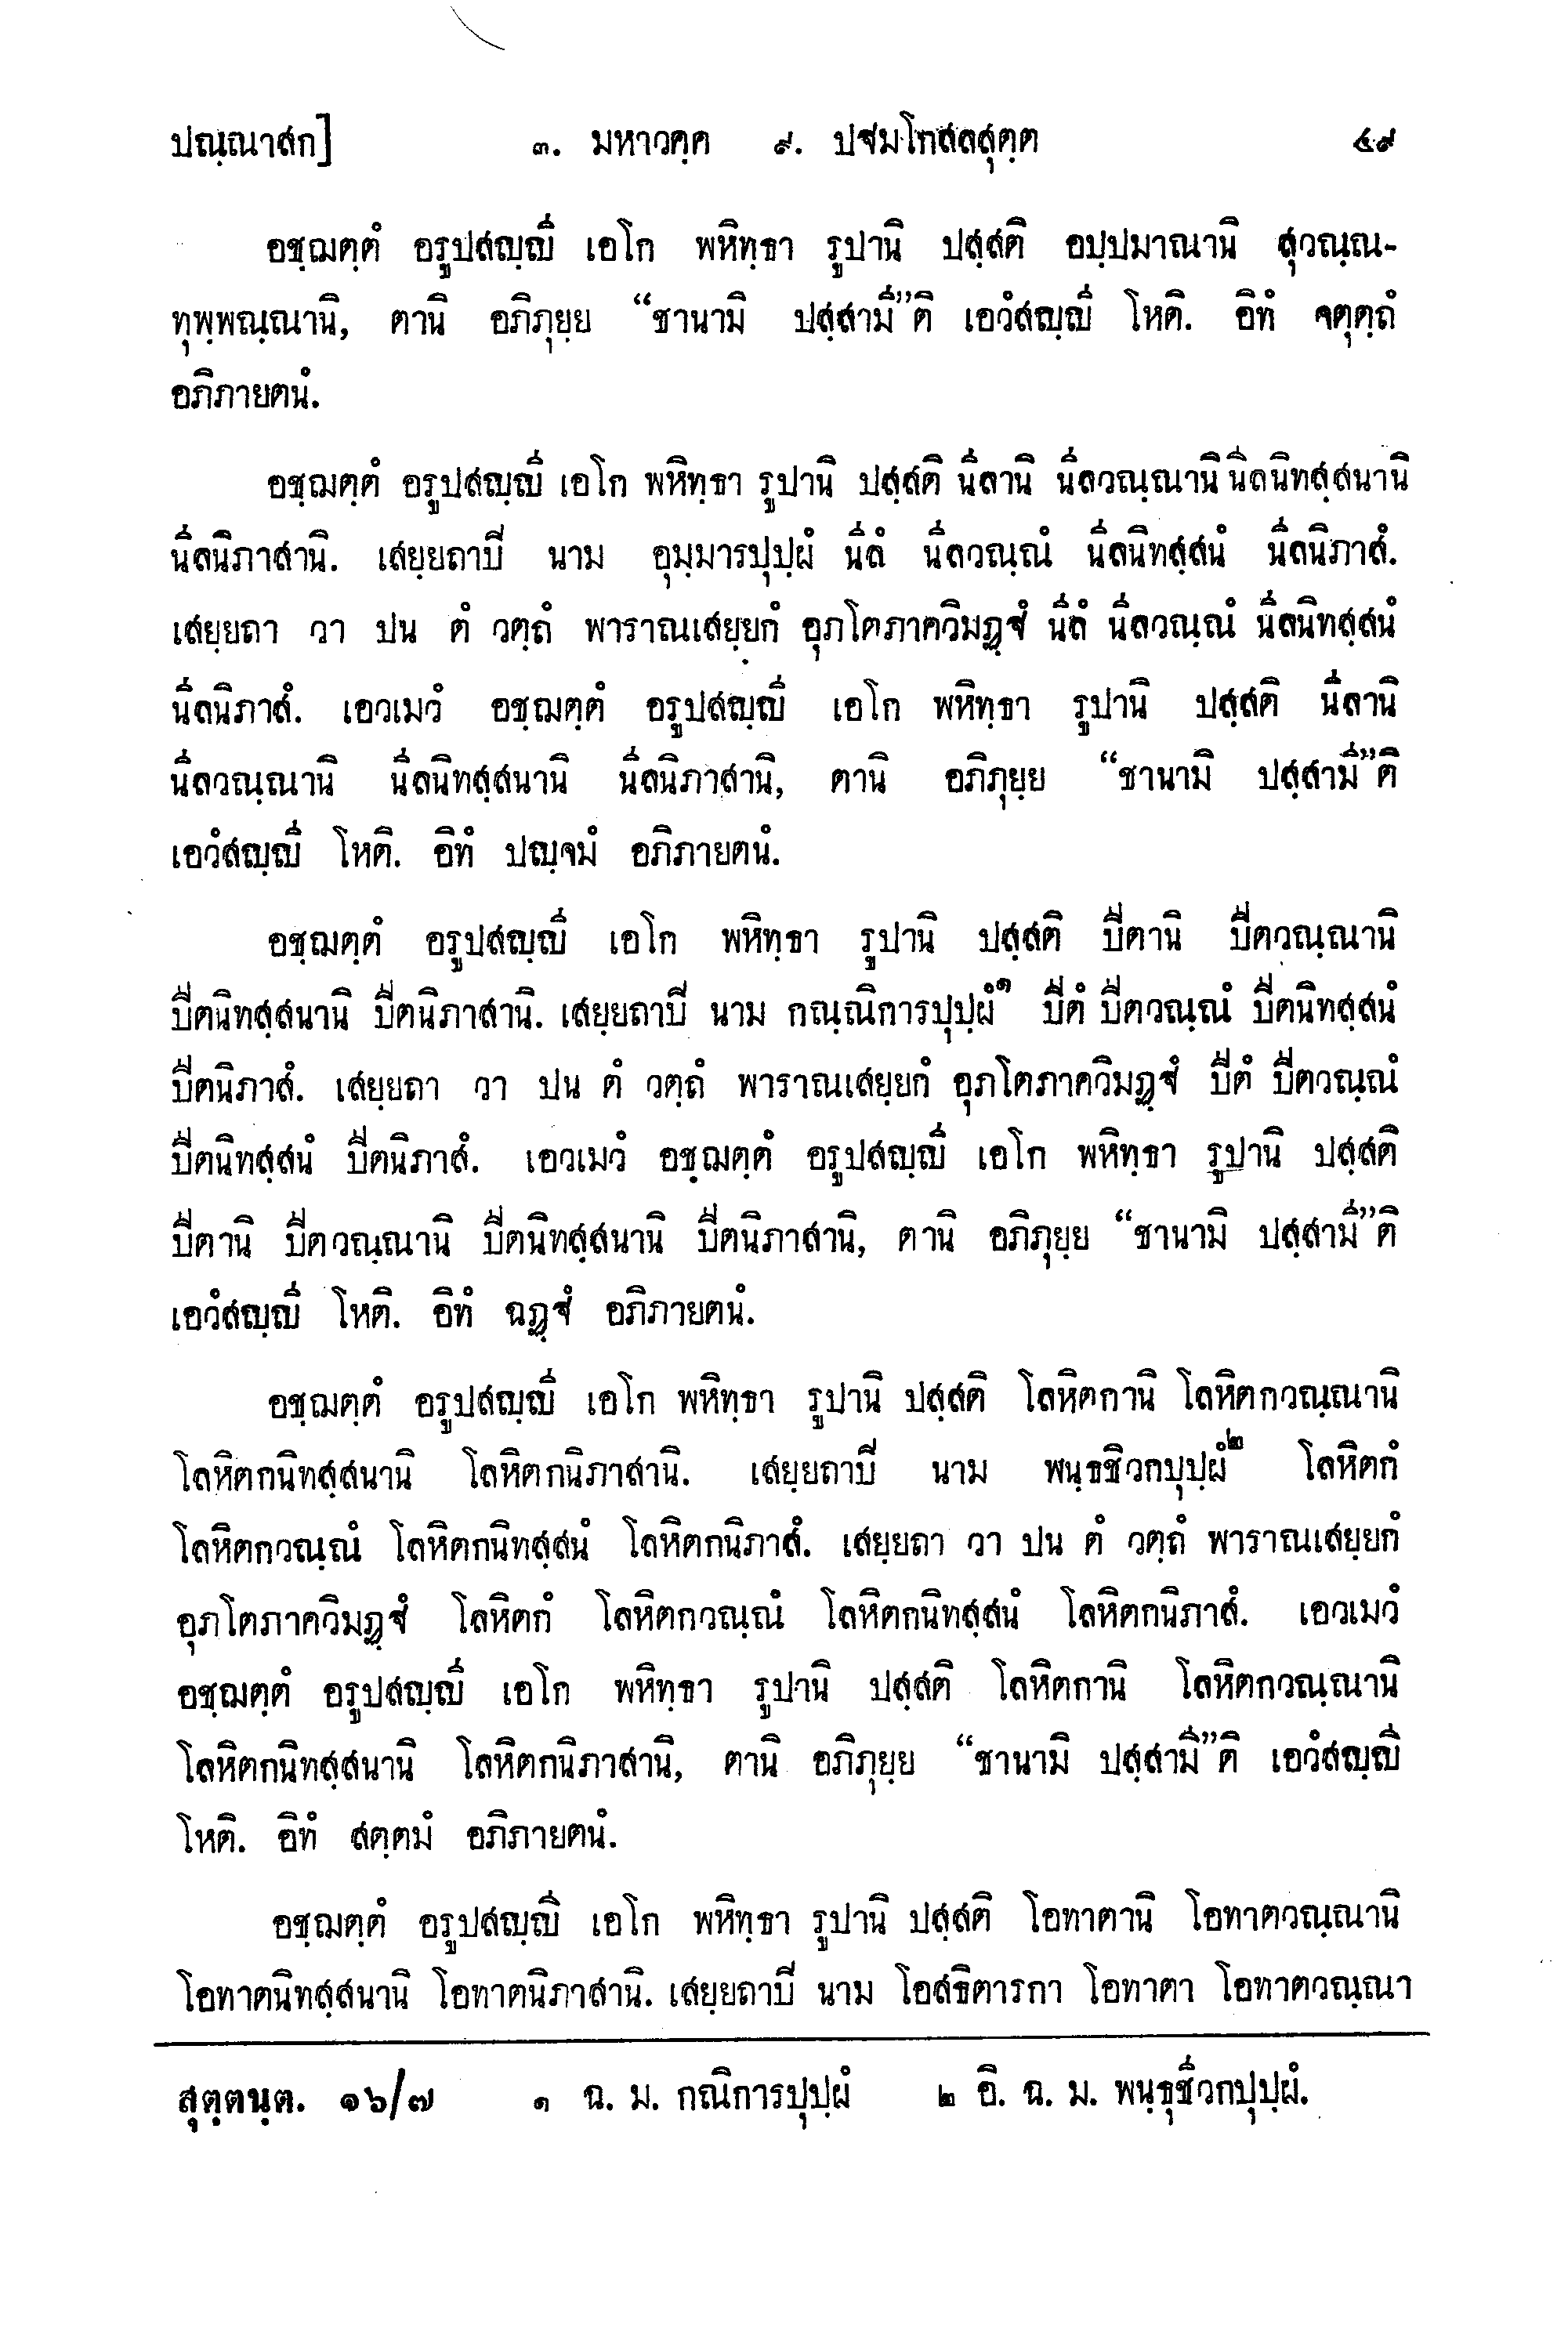 ปณฺณาสก]	๓. มหาวคฺค ๙. ปฐมโกสลสุตฺต	๔๙
อชฺฌตฺตํ อรูปสญฺญี เอโก พหิทฺธา รูปานิ ปสฺสติ อปฺปมาณานิ สุวณฺณ-
ทุพฺพณฺณานิ, ตานิ อภิภุยฺย “ชานามิ ปสฺสามี”ติ เอวํสญฺญี โหติ. อิทํ จตุตฺถํ
อภิภายตนํ.
อชฺฌตฺตํ อรูปสญฺญี เอโก พหิทฺธา รูปานิ ปสฺสติ นีลานิ นีลวณฺณานิ นีลนิทสฺสนานิ
นีลนิภาสานิ. เสยฺยถาปิ นาม อุมฺมารปุปฺผํ นีลํ นีลวณฺณํ นีลนิทสฺสนํ นีลนิภาสํ.
เสยฺยถา วา ปน ตํ วตฺถํ พาราณเสยฺยกํ อุภโตภาควิมฏฺฐํ นีลํ นีลวณฺณํ นีลนิทสฺสนํ
นีลนิภาสํ. เอวเมวํ อชฺฌตฺตํ อรูปสญฺญี เอโก พหิทฺธา รูปานิ ปสฺสติ นีลานิ
นีลวณฺณานิ นีลนิทสฺสนานิ นีลนิภาสานิ, ตานิ อภิภุยฺย “ชานามิ ปสฺสามี”ติ
เอวํสญฺญี โหติ. อิทํ ปญฺจมํ อภิภายตนํ.
อชฺฌตฺตํ อรูปสญฺญี เอโก พหิทฺธา รูปานิ ปสฺสติ ปีตานิ ปีตวณฺณานิ
ปีตนิทสฺสนานิ ปีตนิภาสานิ. เสยฺยถาปิ นาม กณฺณิการปุปฺผํ๑ ปีตํ ปีตวณฺณํ ปีตนิทสฺสนํ
ปีตนิภาสํ. เสยฺยถา วา ปน ตํ วตฺถํ พาราณเสยฺยกํ อุภโตภาควิมฏฺฐํ ปีตํ ปีตวณฺณํ
ปีตนิทสฺสนํ ปีตนิภาสํ. เอวเมวํ อชฺฌตฺตํ อรูปสญฺญี เอโก พหิทฺธา รูปานิ ปสฺสติ
ปีตานิ ปีตวณฺณานิ ปีตนิทสฺสนานิ ปีตนิภาสานิ, ตานิ อภิภุยฺย “ชานามิ ปสฺสามี”ติ
เอวํสญฺญี โหติ. อิทํ ฉฏฺฐํ อภิภายตนํ.
อชฺฌตฺตํ อรูปสญฺญี เอโก พหิทฺธา รูปานิ ปสฺสติ โลหิตกานิ โลหิตกวณฺณานิ
โลหิตกนิทสฺสนานิ โลหิตกนิภาสานิ. เสยฺยถาปิ นาม พนฺธชีวกปุปฺผํ๒ โลหิตกํ
โลหิตกวณฺณํ โลหิตกนิทสฺสนํ โลหิตกนิภาสํ. เสยฺยถา วา ปน ตํ วตฺถํ พาราณเสยฺยกํ
อุภโตภาควิมฏฺฐํ โลหิตกํ โลหิตกวณฺณํ โลหิตกนิทสฺสนํ โลหิตกนิภาสํ. เอวเมวํ
อชฺฌตฺตํ อรูปสญฺญี เอโก พหิทฺธา รูปานิ ปสฺสติ โลหิตกานิ โลหิตกวณฺณานิ
โลหิตกนิทสฺสนานิ โลหิตกนิภาสานิ, ตานิ อภิภุยฺย “ชานามิ ปสฺสามี”ติ เอวํสญฺญี
โหติ. อิทํ สตฺตมํ อภิภายตนํ.
อชฺฌตฺตํ อรูปสญฺญี เอโก พหิทฺธา รูปานิ ปสฺสติ โอทาตานิ โอทาตวณฺณานิ
โอทาตนิทสฺสนานิ โอทาตนิภาสานิ. เสยฺยถาปิ นาม โอสธิตารกา โอทาตา โอทาตวณฺณา
สุตฺตนฺต. ๑๖/๗	๑ ฉ. ม. กณิการปุปฺผํ	๒ อิ. ฉ. ม. พนฺธุชีวกปุปฺผํ.